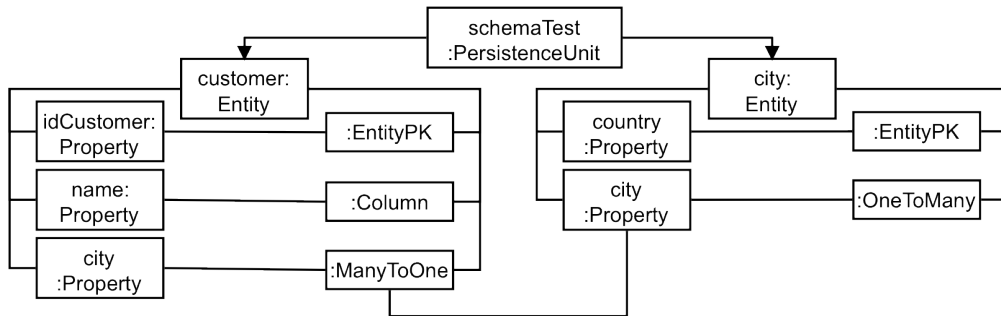 schemaTest
:PersistenceUnit
customer:
Entity
city:
Entity
idCustomer:
Property
:EntityPK
country
:Property
:EntityPK
name:
Property
:Column
city
:Property
:OneToMany
city
:Property
:ManyToOne